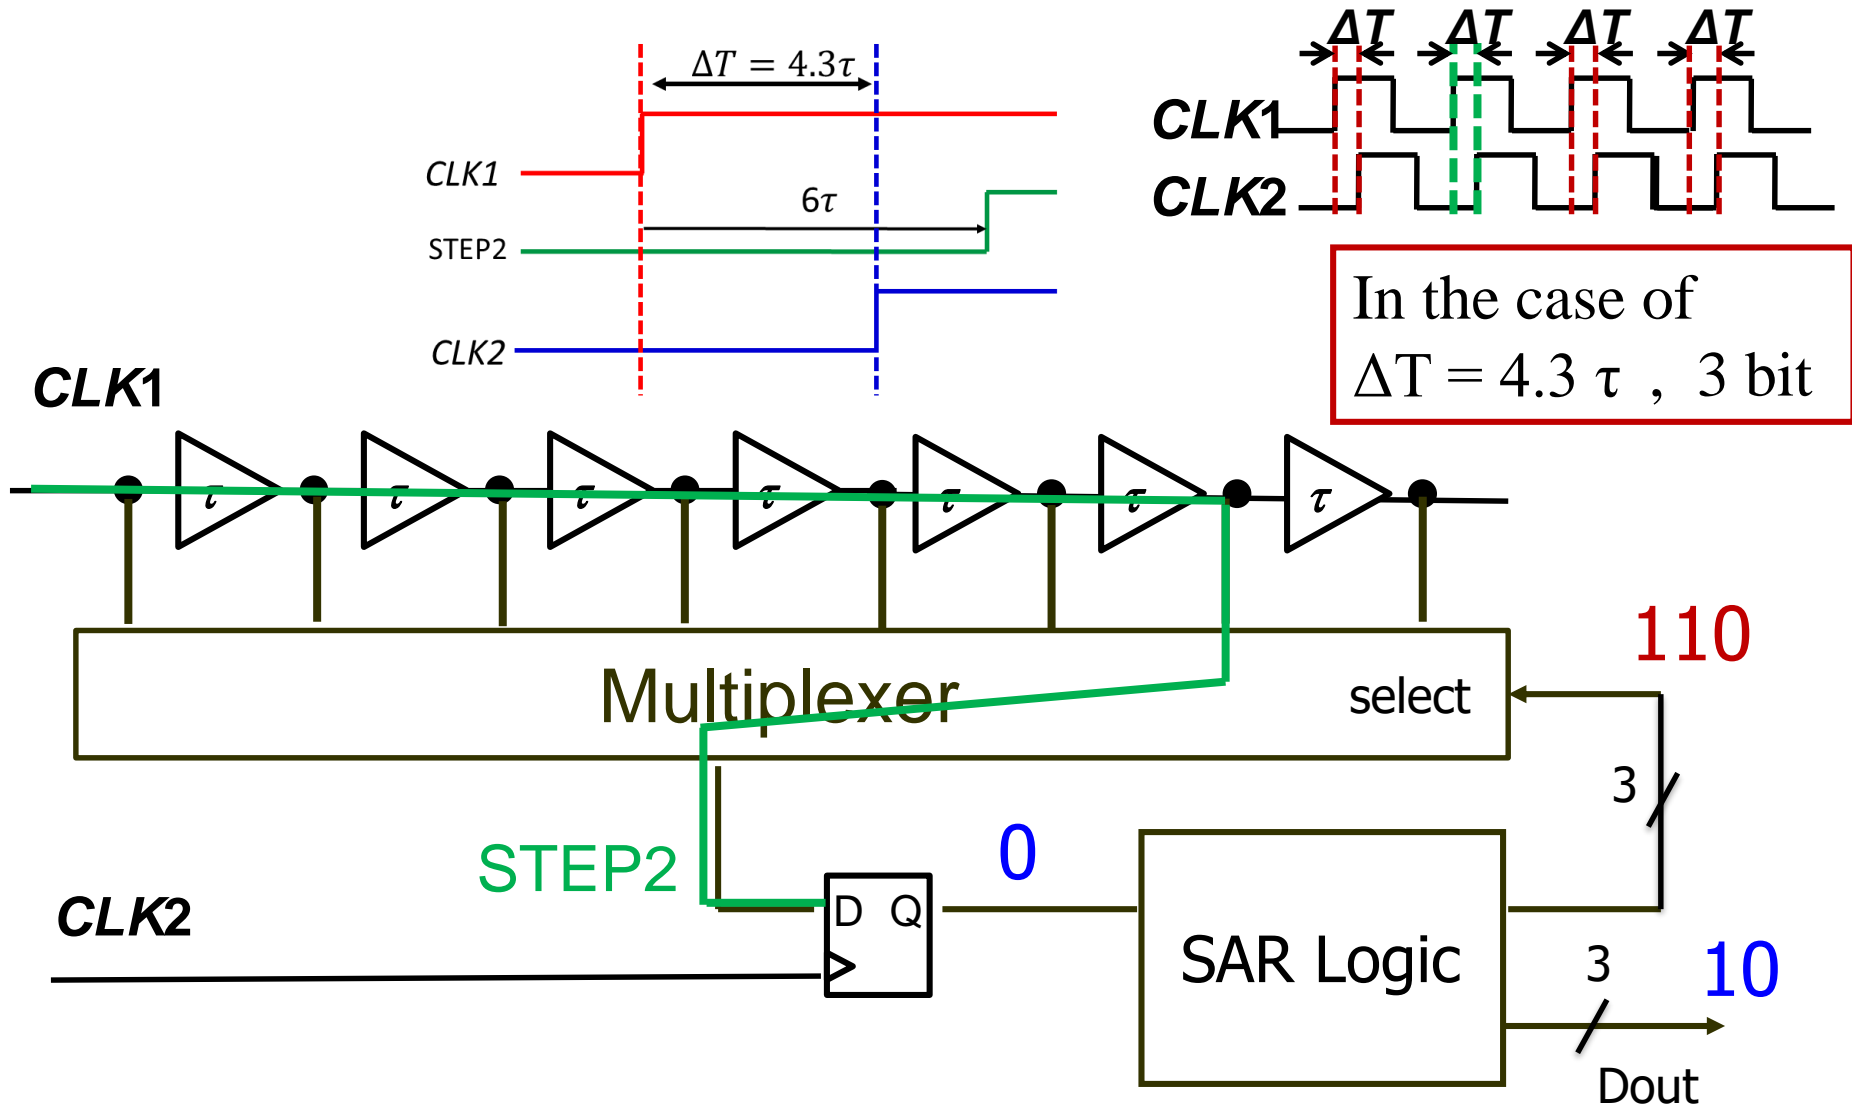 ΔT ΔT ΔT ΔT
ΔT = 4.3τ
CLK1
CLK1
6τ
CLK2
STEP2
In the case of
ΔT = 4.3 τ , 3 bit
CLK2
CLK1
τ τ τ τ τ τ τ
110
Multiplexer
select
3
0
STEP2
D Q
CLK2
SAR Logic
3
10
Dout